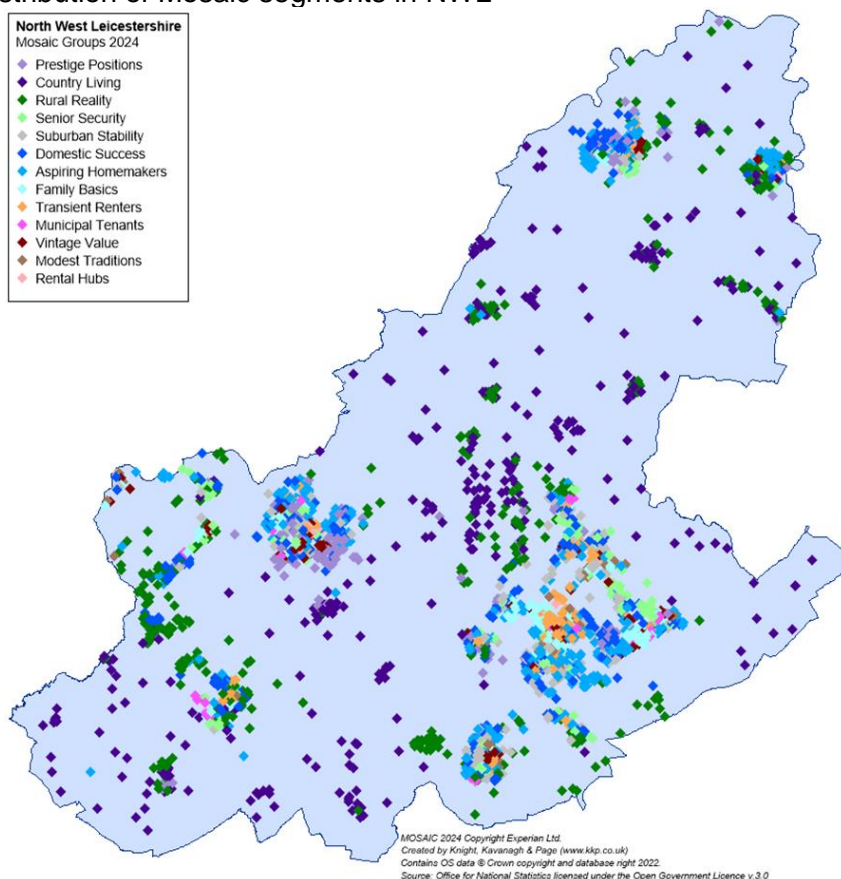 North West Leicestershire
Mosaic Groups 2024
Prestige Positions
Country Living
Rural Reality
Senior Security
Suburban Stability
Domestic Success
Aspiring Homemakers
Family Basics
Transient Renters
Municipal Tenants
Vintage Value
Modest Traditions
Rental Hubs
MOSAIC 2024 Copyright Experian Ltd.
Created by Knight, Kavanagh & Page (www.kkp.co.uk)
Contains OS data © Crown copyright and database right 2022.
Source: Office for National Statistics licensed under the Open Government Licence v.3.0